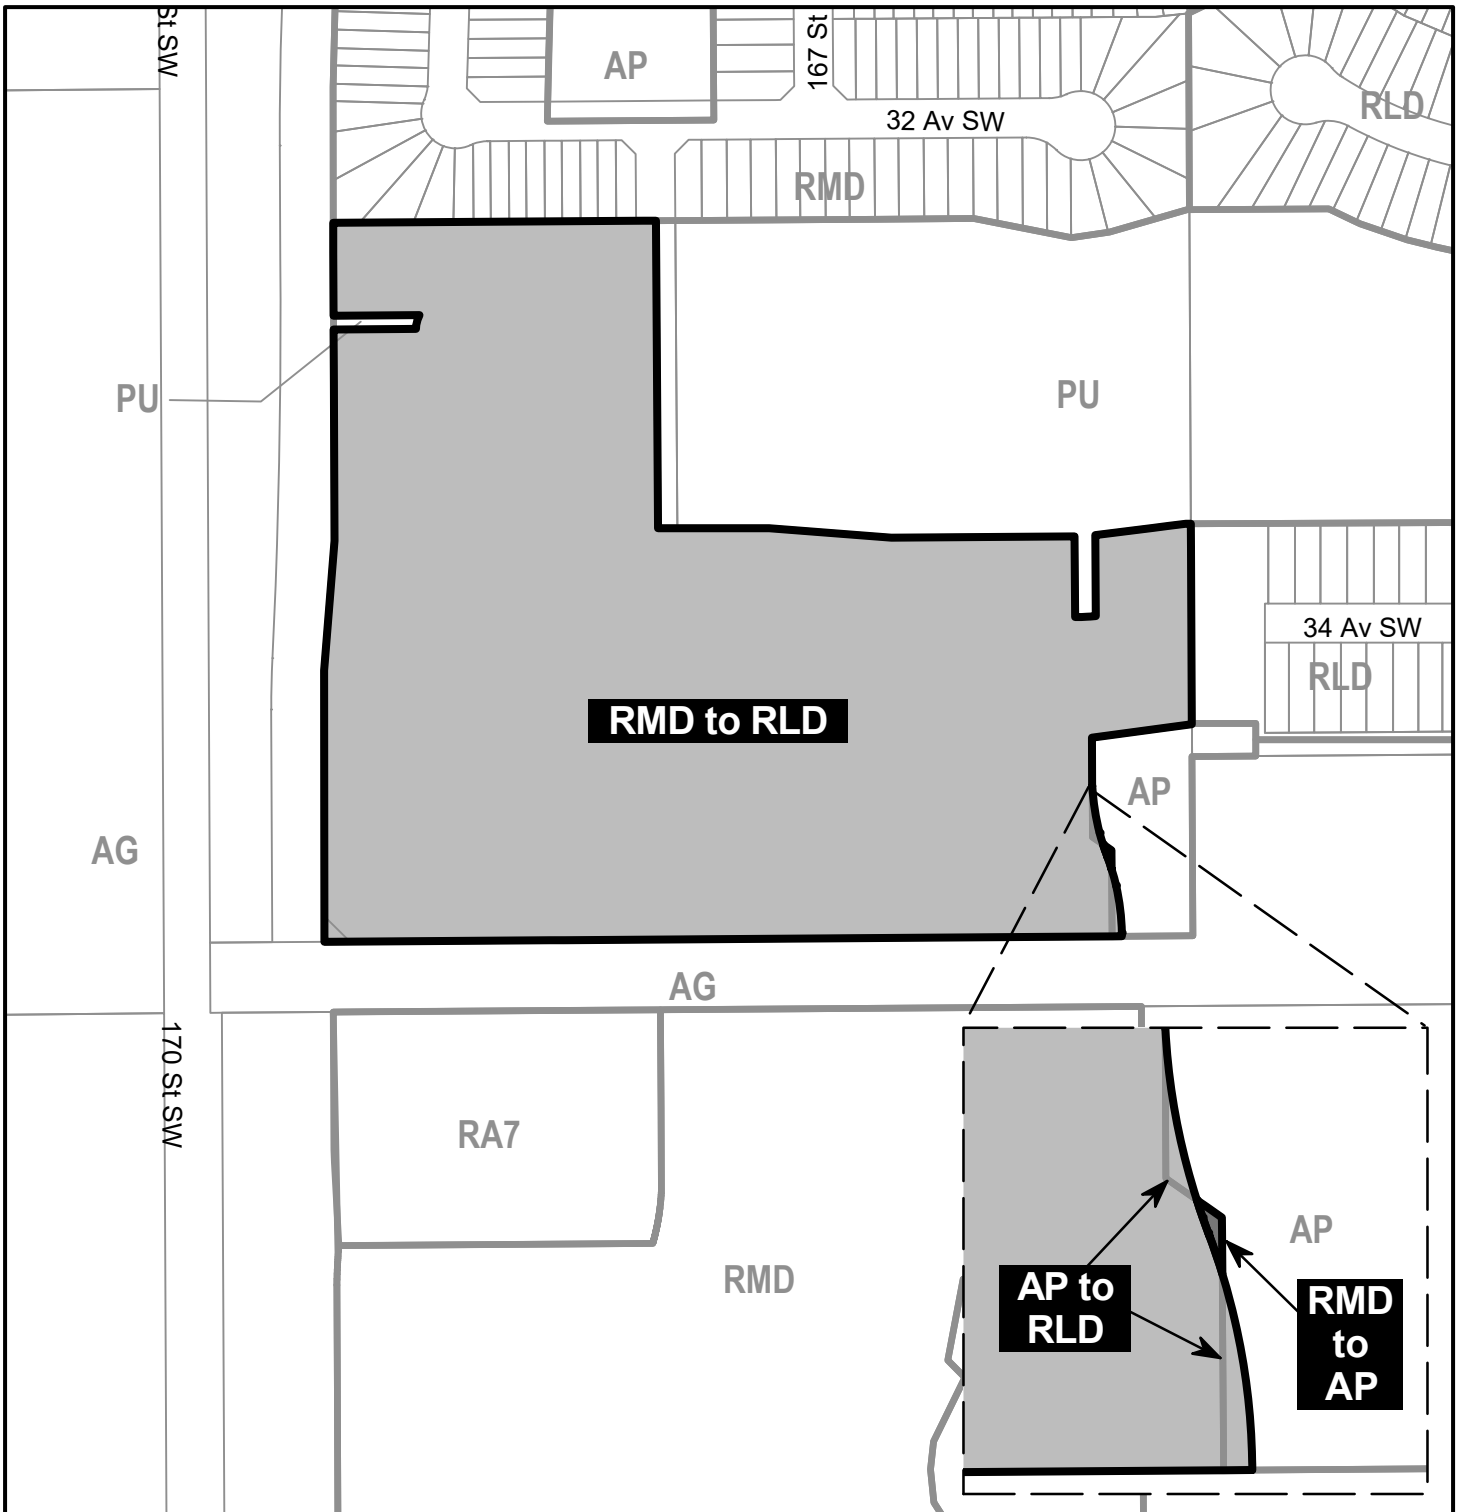 St SW
AP
167 St
32 Av SW
RLD
RMD
PU
PU
34 Av SW
RLD
RMD to RLD
AP
AG
AG
170 St SW
RA7
RMD
AP
AP to
RLD
RMD
to
AP